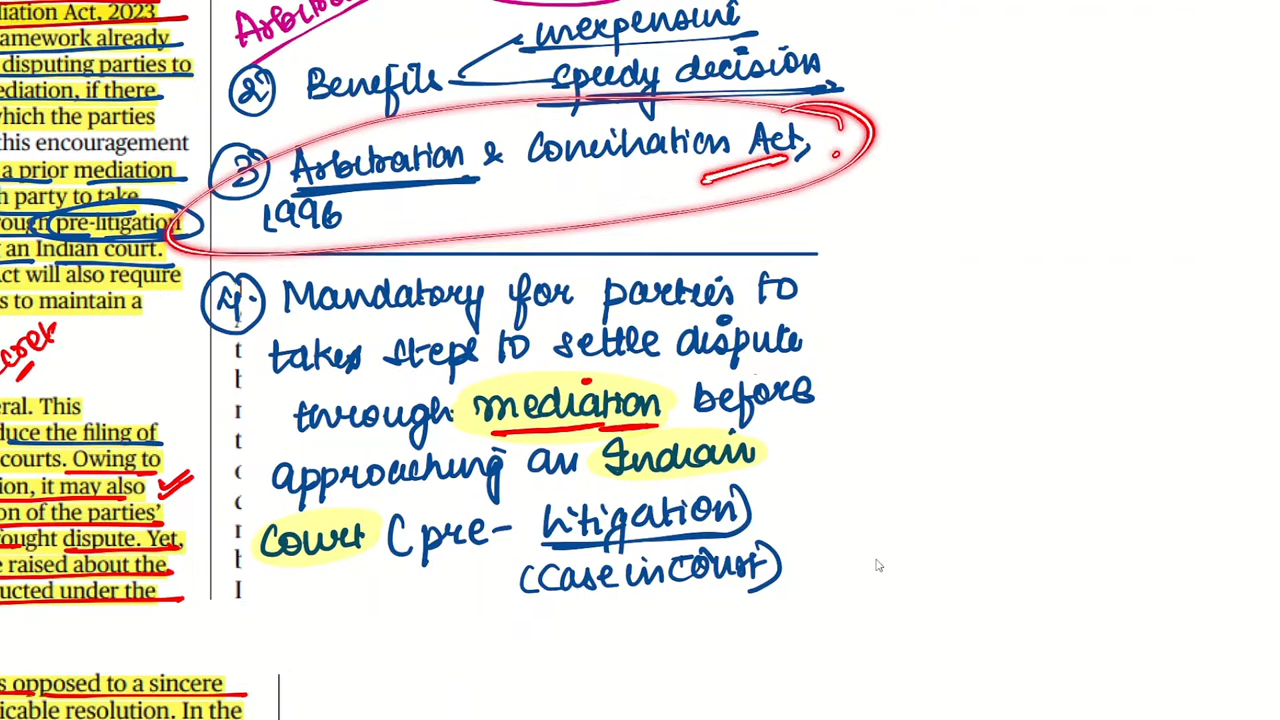 diation Act, 2023
ramework already
disputing parties to
ediation, if there
which the parties
this encouragement
a prior mediation
h party to take
rough pre-litigation
g an Indian court.
ct will also require
s to maintain a
eral. This
duce the filing of
courts. Owing to
ion, it may also
on of the parties'
ought dispute. Yet,
e raised about the
ucted under the
s opposed to a sincere
icable resolution. In the
2) Benefits
inexpensive
speedy decision
3) Arbitration & Conciliation Act,
1996
4. Mandatory for parties to
takes steps to settle dispute
through mediation before
approaching an Indian
Court (pre-litigation)
(case in court)